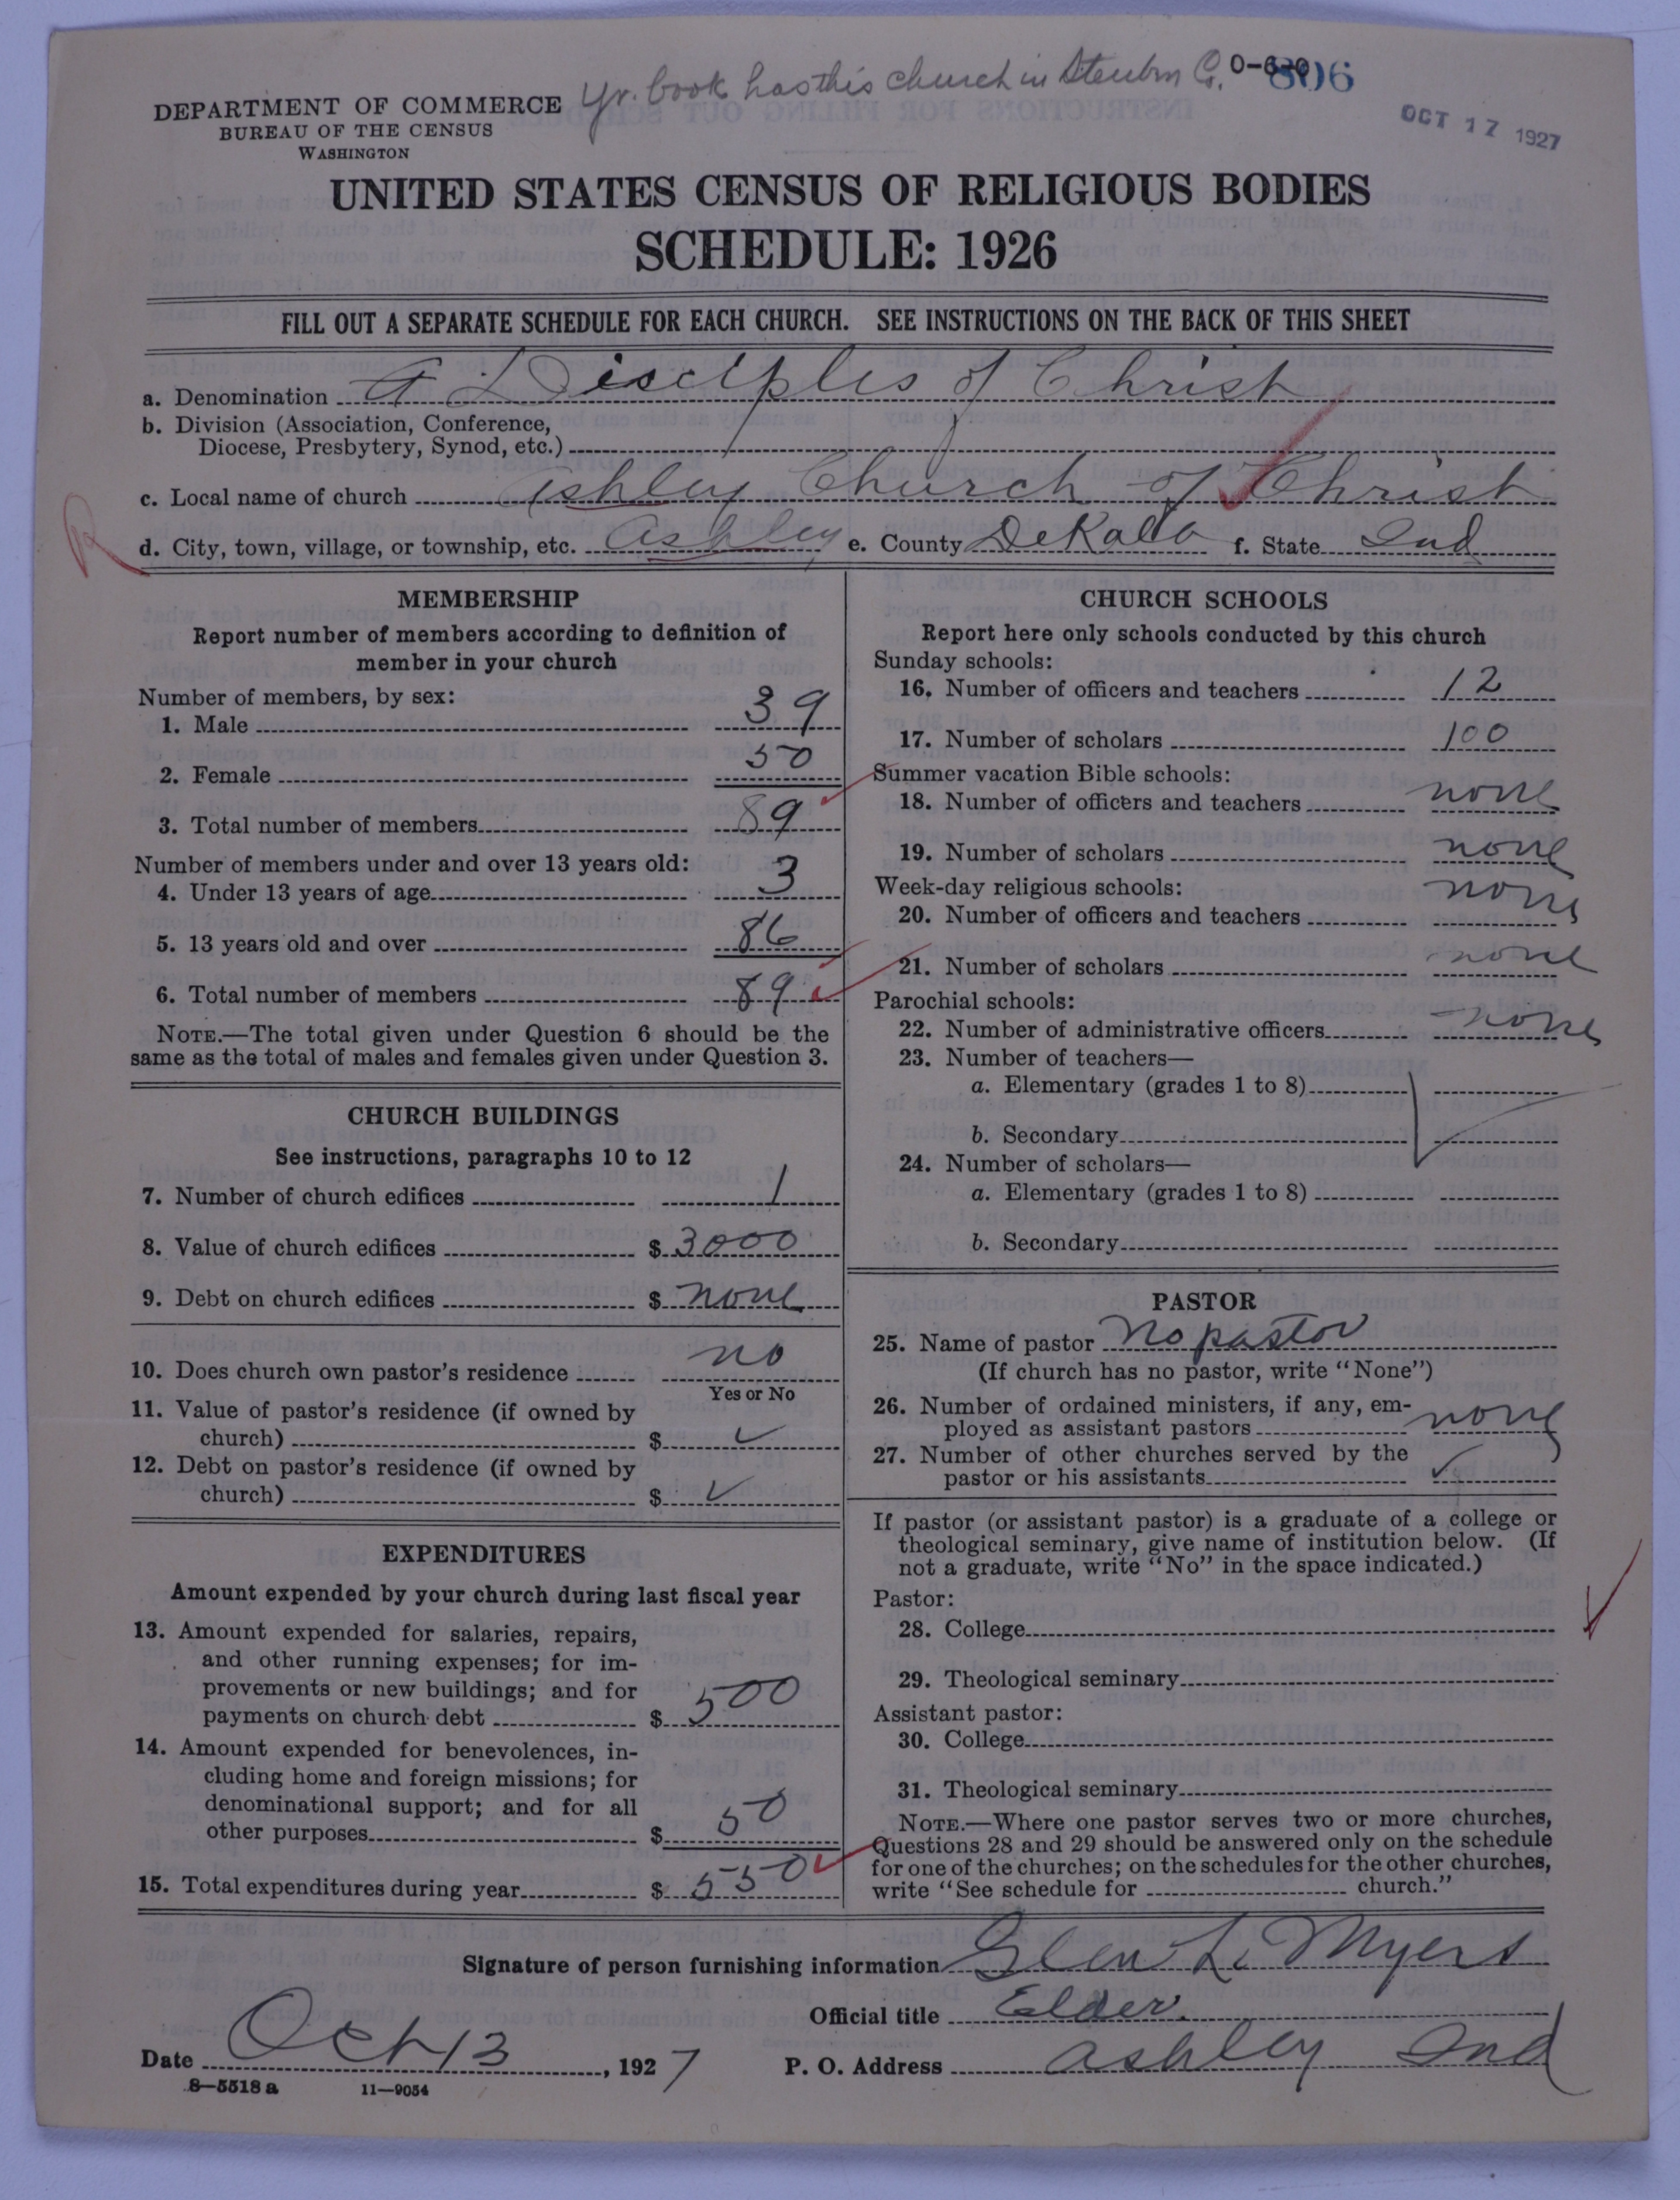 Yr. book has this church in Steuben Co. 0-6-0 806
DEPARTMENT OF COMMERCE
BUREAU OF THE CENSUS
WASHINGTON
OCT 17 1927
UNITED STATES CENSUS OF RELIGIOUS BODIES
SCHEDULE: 1926
FILL OUT A SEPARATE SCHEDULE FOR EACH CHURCH. SEE INSTRUCTIONS ON THE BACK OF THIS SHEET
a. Denomination Disciples of Christ
b. Division (Association, Conference,
Diocese, Presbytery, Synod, etc.)
c. Local name of church Ashley Church of Christ
R
d. City, town, village, or township, etc. Ashley e. County DeKalb f. State Ind
MEMBERSHIP
Report number of members according to definition of
member in your church
Number of members, by sex:
1. Male 39
2. Female 50
3. Total number of members 89
Number of members under and over 13 years old:
4. Under 13 years of age 3
5. 13 years old and over 86
6. Total number of members 89
NOTE.—The total given under Question 6 should be the
same as the total of males and females given under Question 3.
CHURCH BUILDINGS
See instructions, paragraphs 10 to 12
7. Number of church edifices 1
8. Value of church edifices $ 3000
9. Debt on church edifices $ none
10. Does church own pastor's residence no
Yes or No
11. Value of pastor's residence (if owned by
church) $ ✓
12. Debt on pastor's residence (if owned by
church) $ ✓
EXPENDITURES
Amount expended by your church during last fiscal year
13. Amount expended for salaries, repairs,
and other running expenses; for im-
provements or new buildings; and for
payments on church debt $ 500
14. Amount expended for benevolences, in-
cluding home and foreign missions; for
denominational support; and for all
other purposes $ 50
15. Total expenditures during year $ 550
CHURCH SCHOOLS
Report here only schools conducted by this church
Sunday schools:
16. Number of officers and teachers 12
17. Number of scholars 100
Summer vacation Bible schools:
18. Number of officers and teachers none
19. Number of scholars none
Week-day religious schools:
20. Number of officers and teachers none
21. Number of scholars none
Parochial schools:
22. Number of administrative officers none
23. Number of teachers—
a. Elementary (grades 1 to 8)
b. Secondary
24. Number of scholars—
a. Elementary (grades 1 to 8)
b. Secondary
PASTOR
25. Name of pastor No pastor
(If church has no pastor, write "None")
26. Number of ordained ministers, if any, em-
ployed as assistant pastors none
27. Number of other churches served by the
pastor or his assistants ✓
If pastor (or assistant pastor) is a graduate of a college or
theological seminary, give name of institution below. (If
not a graduate, write "No" in the space indicated.)
Pastor:
28. College
29. Theological seminary
Assistant pastor:
30. College
31. Theological seminary
NOTE.—Where one pastor serves two or more churches,
Questions 28 and 29 should be answered only on the schedule
for one of the churches; on the schedules for the other churches,
write "See schedule for church."
Signature of person furnishing information Glen L. Myers
Official title Elder.
Date Oct 13, 1927 P. O. Address Ashley Ind
8—5518 a 11—9054